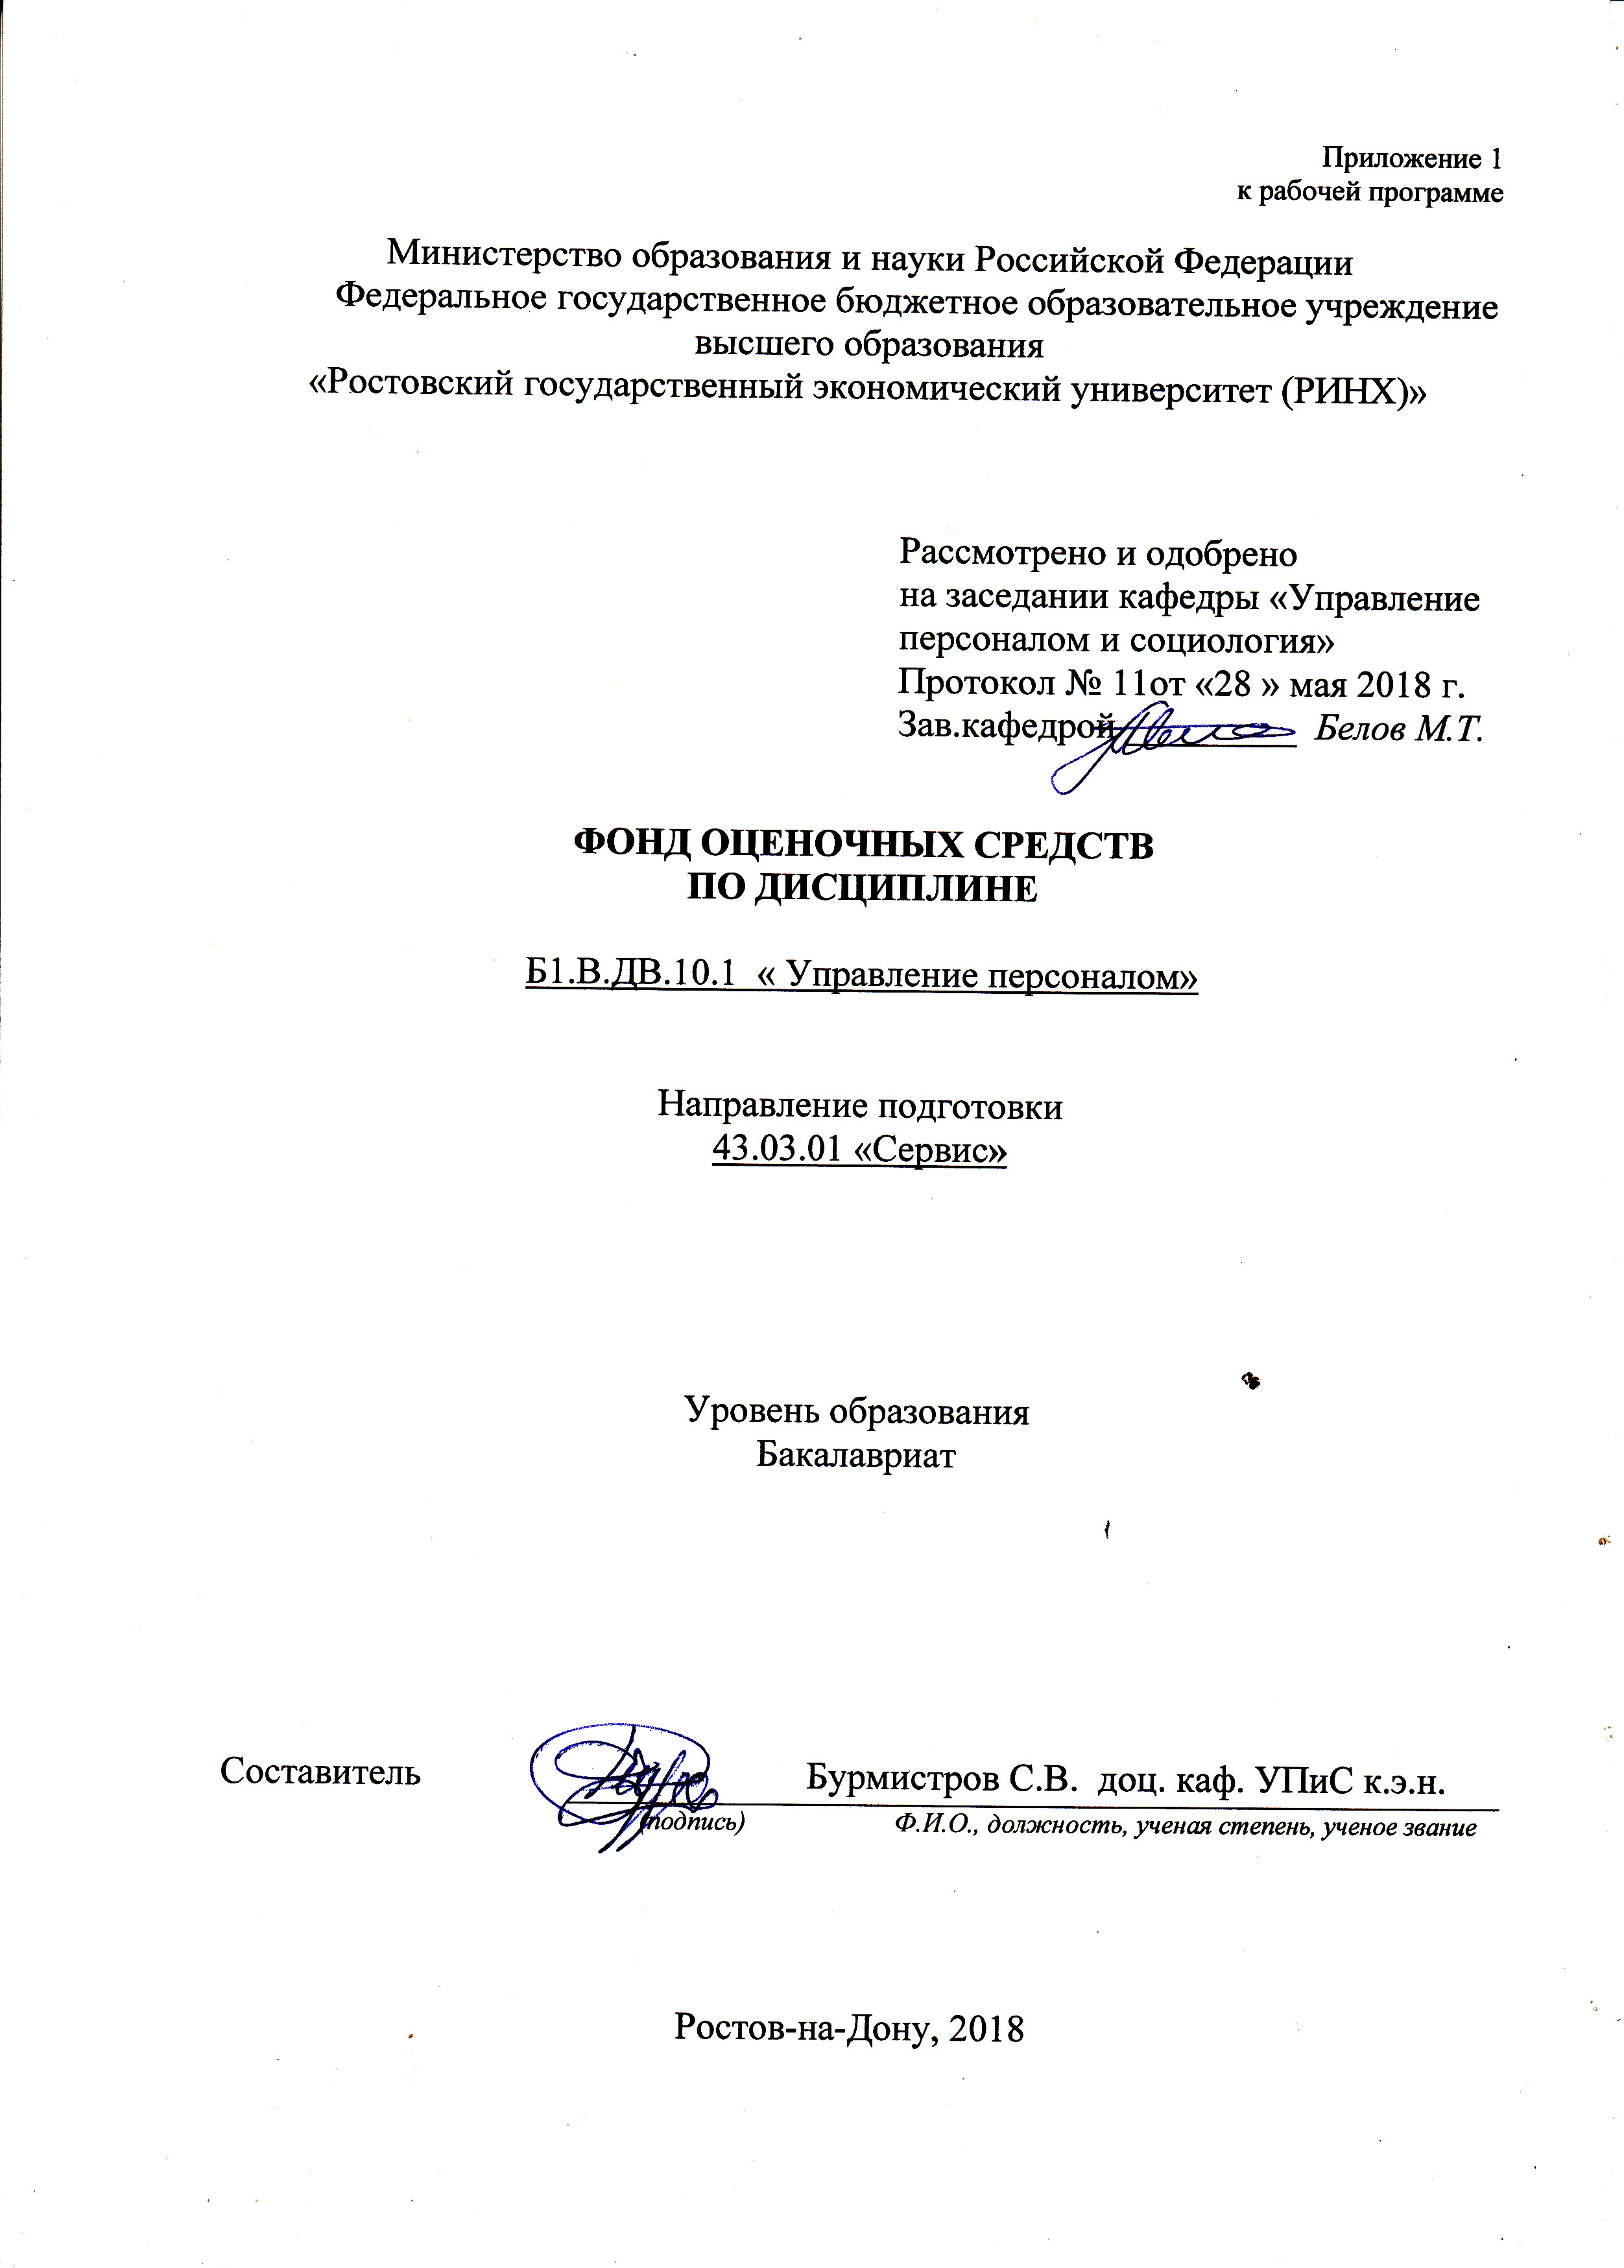 Приложение 1
к рабочей программе
Министерство образования и науки Российской Федерации
Федеральное государственное бюджетное образовательное учреждение
высшего образования
«Ростовский государственный экономический университет (РИНХ)»
Рассмотрено и одобрено
на заседании кафедры «Управление
персоналом и социология»
Протокол № 11от «28 » мая 2018 г.
Зав.кафедрой__________ Белов М.Т.
ФОНД ОЦЕНОЧНЫХ СРЕДСТВ
ПО ДИСЦИПЛИНЕ
Б1.В.ДВ.10.1 « Управление персоналом»
Направление подготовки
43.03.01 «Сервис»
Уровень образования
Бакалавриат
Составитель Бурмистров С.В. доц. каф. УПиС к.э.н.
(подпись) Ф.И.О., должность, ученая степень, ученое звание
Ростов-на-Дону, 2018